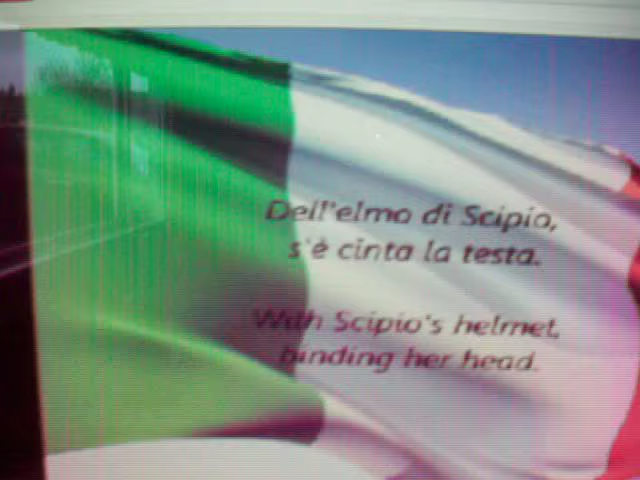 Dell'elmo di Scipio,
s'è cinta la testa.
With Scipio's helmet,
binding her head.